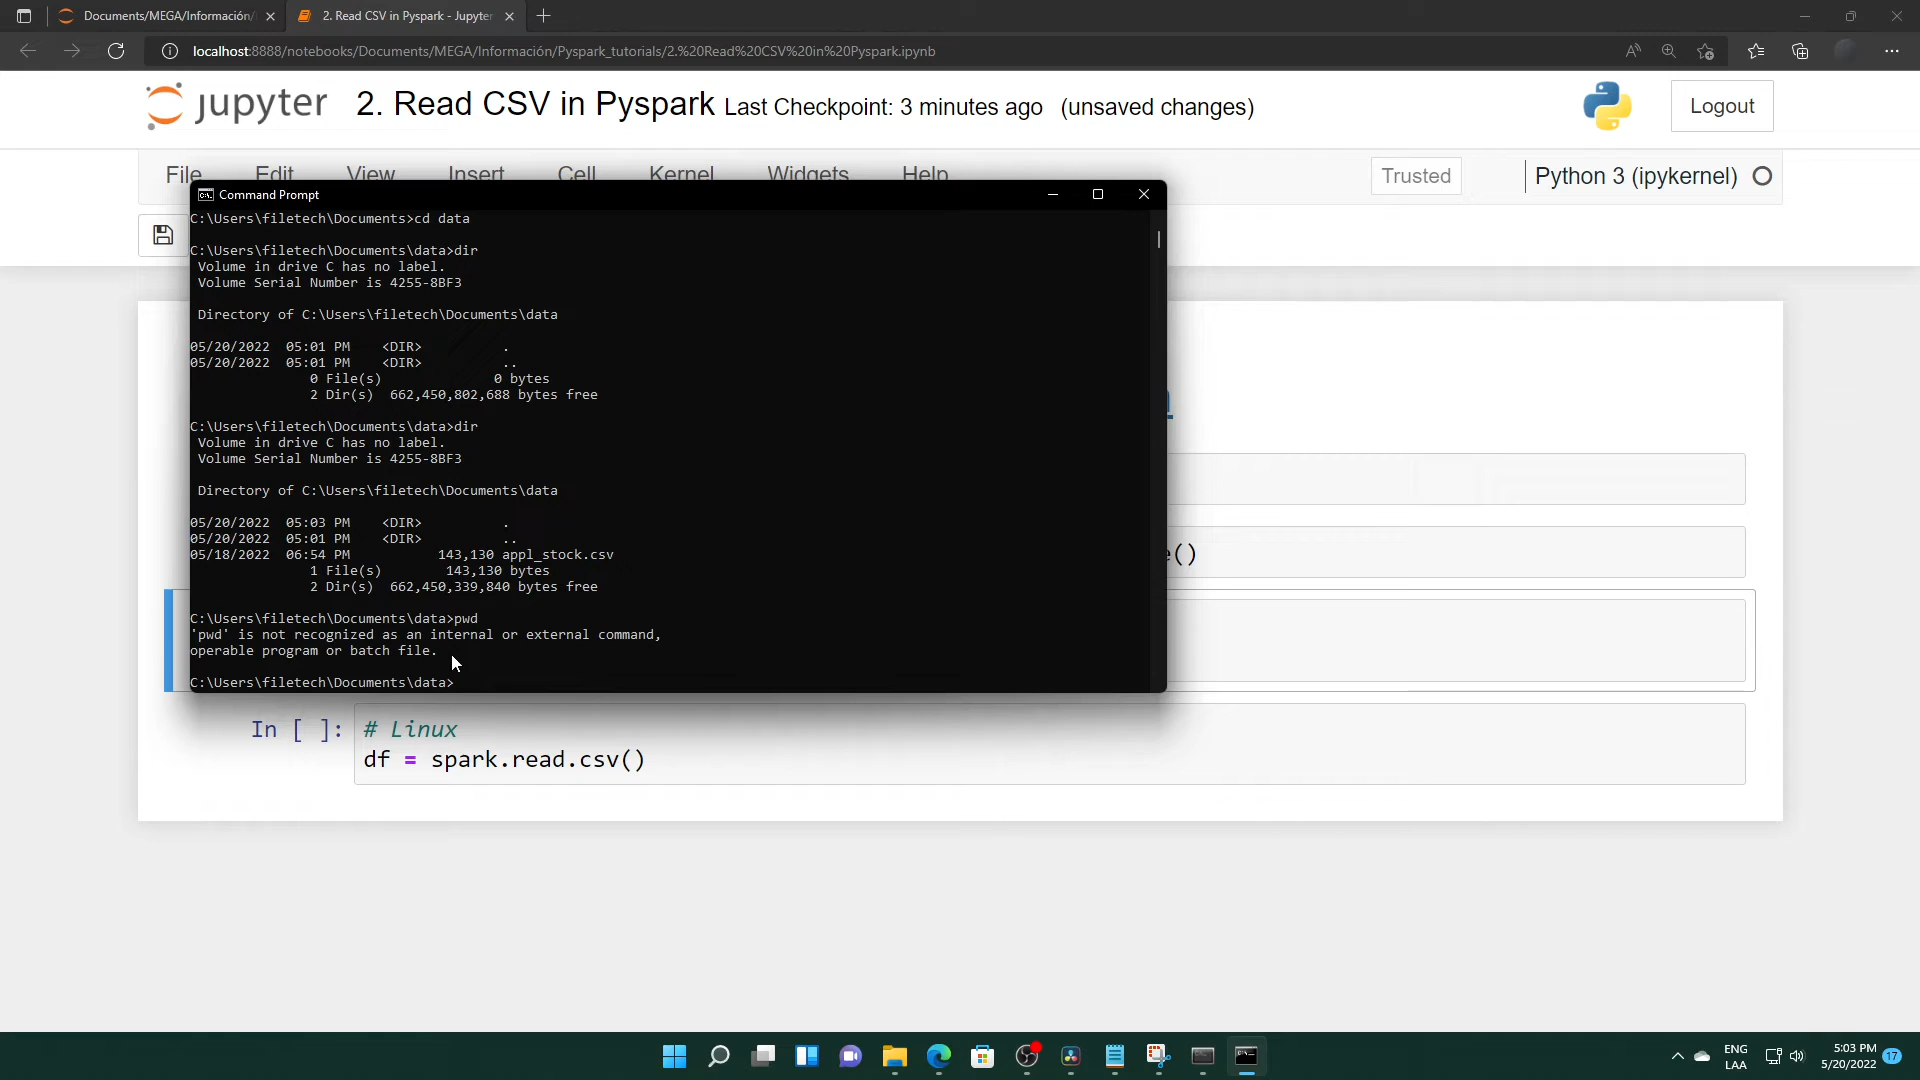 Documents/MEGA/Información/
2. Read CSV in Pyspark - Jupyter
localhost:8888/notebooks/Documents/MEGA/Información/Pyspark_tutorials/2.%20Read%20CSV%20in%20Pyspark.ipynb
jupyter 2. Read CSV in Pyspark Last Checkpoint: 3 minutes ago (unsaved changes)
Logout
File Edit View Insert Cell Kernel Widgets Help
Trusted
Python 3 (ipykernel)
Command Prompt
C:\Users\filetech\Documents>cd data
C:\Users\filetech\Documents\data>dir
Volume in drive C has no label.
Volume Serial Number is 4255-8BF3
Directory of C:\Users\filetech\Documents\data
05/20/2022 05:01 PM <DIR> .
05/20/2022 05:01 PM <DIR> ..
0 File(s) 0 bytes
2 Dir(s) 662,450,802,688 bytes free
C:\Users\filetech\Documents\data>dir
Volume in drive C has no label.
Volume Serial Number is 4255-8BF3
Directory of C:\Users\filetech\Documents\data
05/20/2022 05:03 PM <DIR> .
05/20/2022 05:01 PM <DIR> ..
05/18/2022 06:54 PM 143,130 appl_stock.csv
1 File(s) 143,130 bytes
2 Dir(s) 662,450,339,840 bytes free
C:\Users\filetech\Documents\data>pwd
'pwd' is not recognized as an internal or external command,
operable program or batch file.
C:\Users\filetech\Documents\data>
e()
In [ ]: # Linux
df = spark.read.csv()
ENG
LAA
5:03 PM
5/20/2022
17